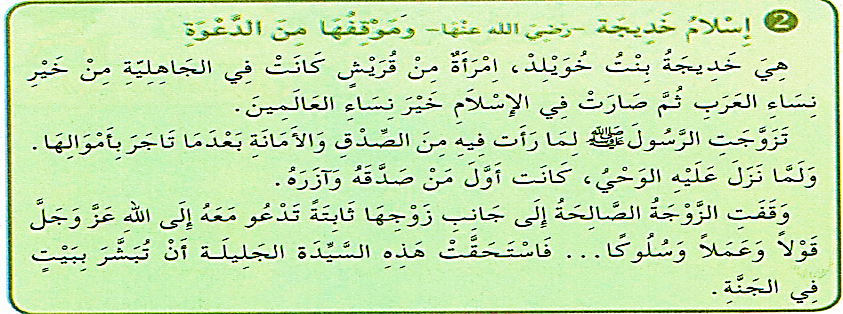 2 إِسْلَامُ خَدِيجَة -رَضِيَ الله عَنْهَا- وَمَوْقِفُهَا مِنَ الدَّعْوَةِ
هِيَ خَدِيجَةُ بِنْتُ خُوَيْلِدْ، اِمْرَأَةٌ مِنْ قُرَيْشٍ كَانَتْ فِي الجَاهِلِيَّةِ مِنْ خَيْرِ
نِسَاءِ العَرَبِ ثُمَّ صَارَتْ فِي الإِسْلَامِ خَيْرَ نِسَاءِ العَالَمِينَ.
تَزَوَّجَتِ الرَّسُولَ ﷺ لِمَا رَأَت فِيهِ مِنَ الصِّدْقِ وَالأَمَانَةِ بَعْدَمَا تَاجَرَ بِأَمْوَالِهَا.
وَلَمَّا نَزَلَ عَلَيْهِ الوَحْيُ، كَانَت أَوَّلَ مَنْ صَدَّقَهُ وَآزَرَهُ.
وَقَفَتِ الزَّوْجَةُ الصَّالِحَةُ إِلَى جَانِبِ زَوْجِهَا ثَابِتَةً تَدْعُو مَعَهُ إِلَى اللهِ عَزَّ وَجَلَّ
قَوْلاً وَعَمَلاً وَسُلُوكًا... فَاسْتَحَقَّتْ هَذِهِ السَّيِّدَة الجَلِيلَة أَنْ تُبَشَّرَ بِبَيْتٍ
فِي الجَنَّةِ.